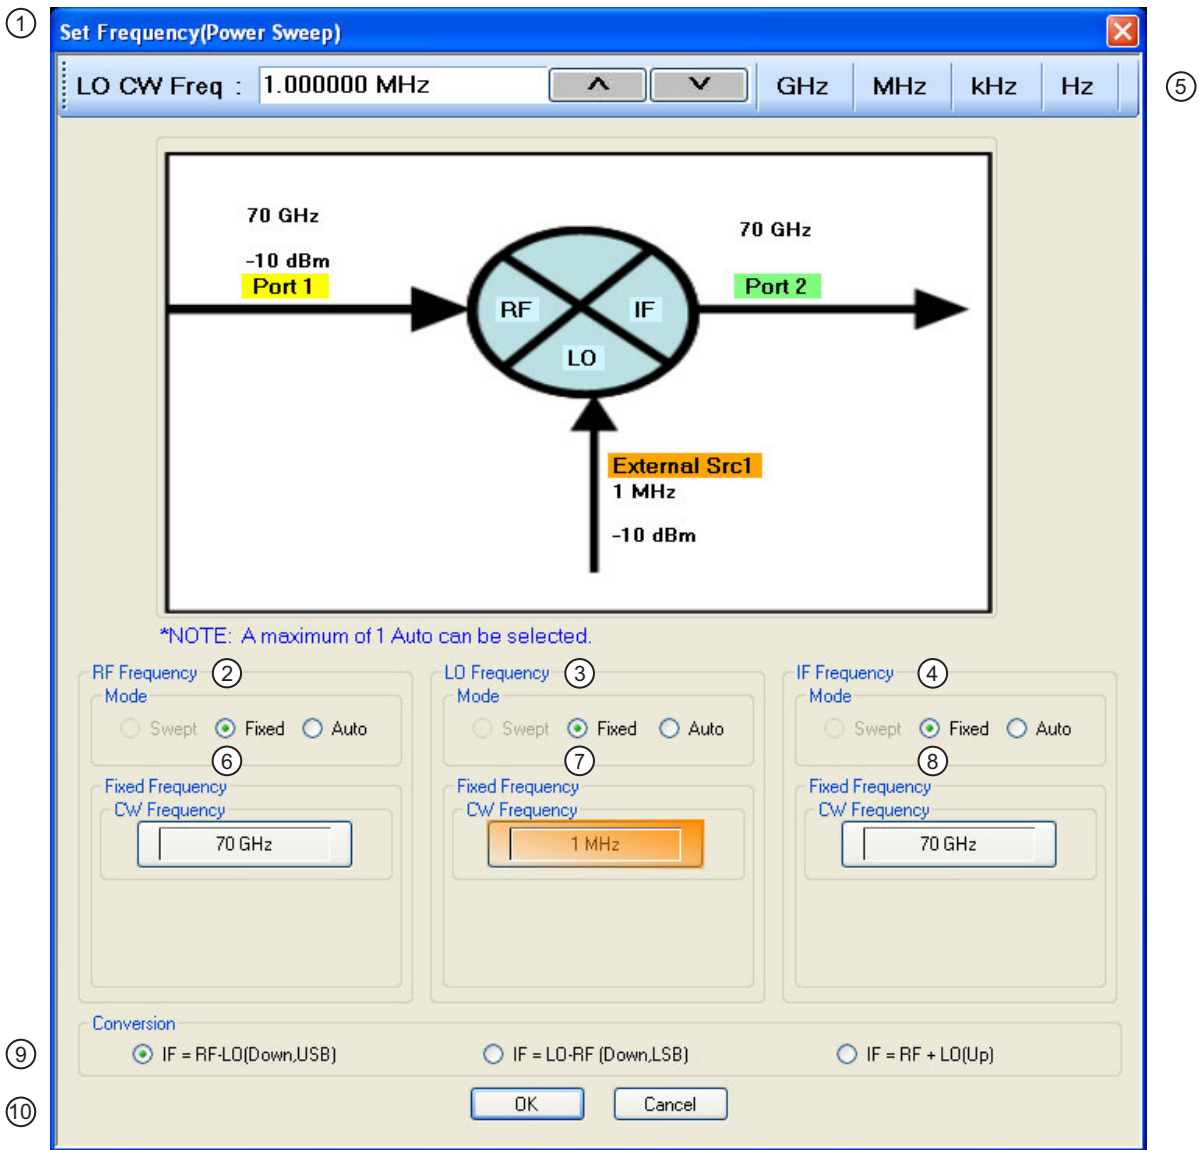 ① Set Frequency(Power Sweep)
LO CW Freq : 1.000000 MHz ^ v GHz MHz kHz Hz ⑤
70 GHz
-10 dBm
Port 1
70 GHz
Port 2
RF IF
LO
External Src1
1 MHz
-10 dBm
*NOTE: A maximum of 1 Auto can be selected.
RF Frequency ②
Mode
Swept Fixed Auto
⑥
Fixed Frequency
CW Frequency
70 GHz
LO Frequency ③
Mode
Swept Fixed Auto
⑦
Fixed Frequency
CW Frequency
1 MHz
IF Frequency ④
Mode
Swept Fixed Auto
⑧
Fixed Frequency
CW Frequency
70 GHz
Conversion
⑨ IF = RF-LO(Down,USB) IF = LO-RF (Down,LSB) IF = RF + LO(Up)
⑩ OK Cancel